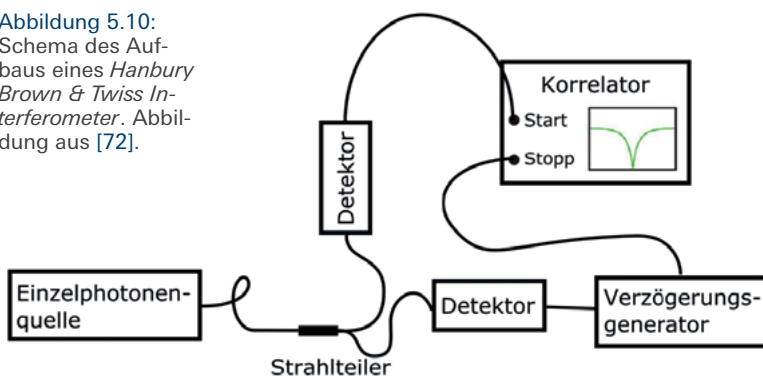 Abbildung 5.10:
Schema des Auf-
baus eines Hanbury
Brown & Twiss In-
terferometer. Abbil-
dung aus [72].
Korrelator
Start
Stopp
Detektor
Einzelphotonen-
quelle
Strahlteiler
Detektor
Verzögerungs-
generator